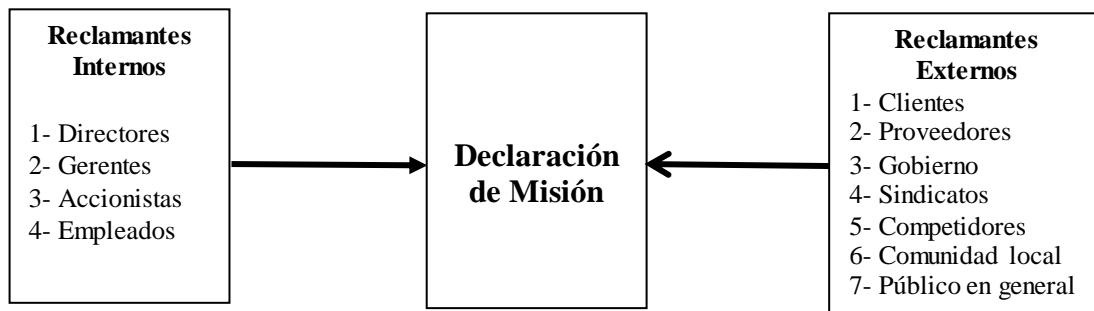 Reclamantes
Internos
1- Directores
2- Gerentes
3- Accionistas
4- Empleados
Declaración
de Misión
Reclamantes
Externos
1- Clientes
2- Proveedores
3- Gobierno
4- Sindicatos
5- Competidores
6- Comunidad local
7- Público en general